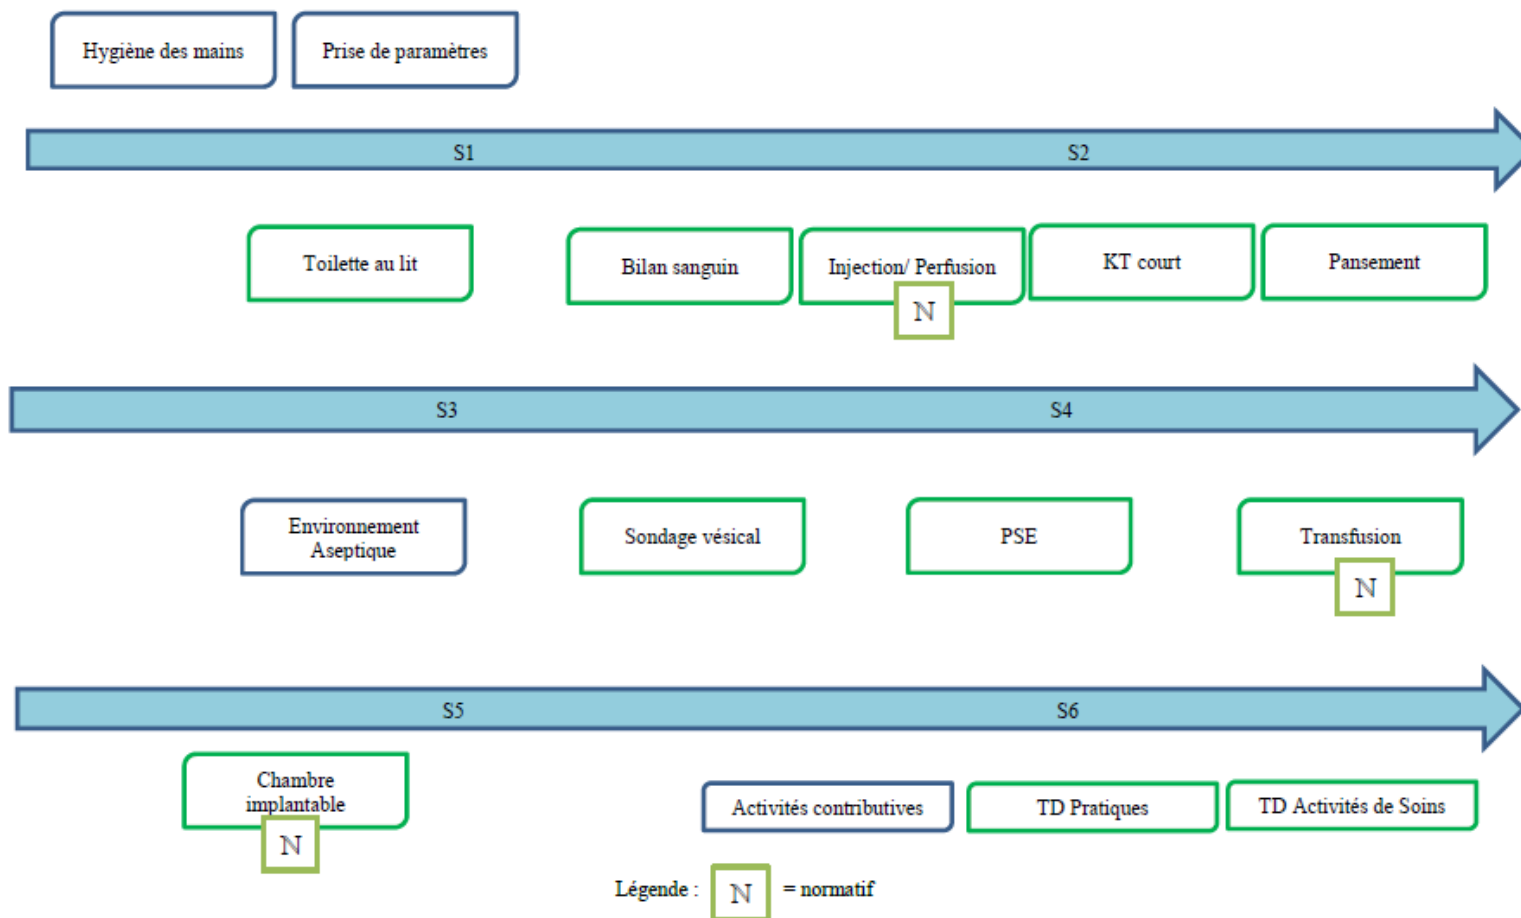 Hygiène des mains
Prise de paramètres
S1
S2
Toilette au lit
Bilan sanguin
Injection/ Perfusion
N
KT court
Pansement
S3
S4
Environnement
Aseptique
Sondage vésical
PSE
Transfusion
N
S5
S6
Chambre
implantable
N
Activités contributives
TD Pratiques
TD Activités de Soins
Légende : N = normatif